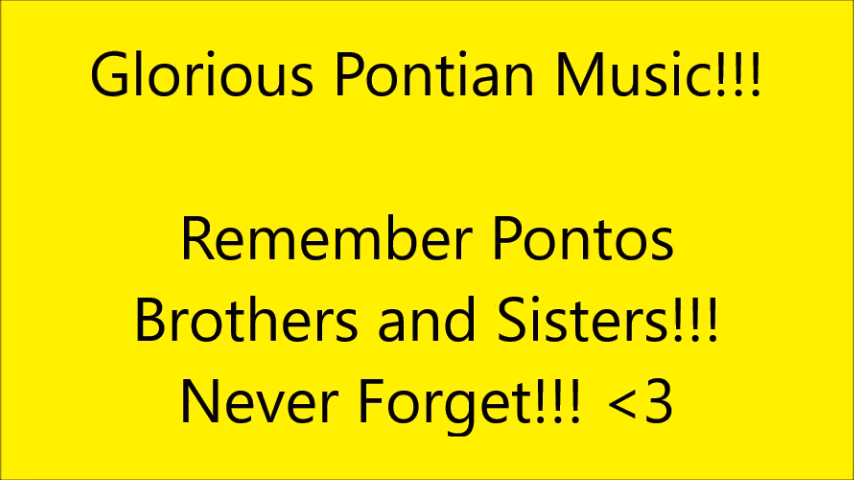 Glorious Pontian Music!!!
Remember Pontos
Brothers and Sisters!!!
Never Forget!!! <3